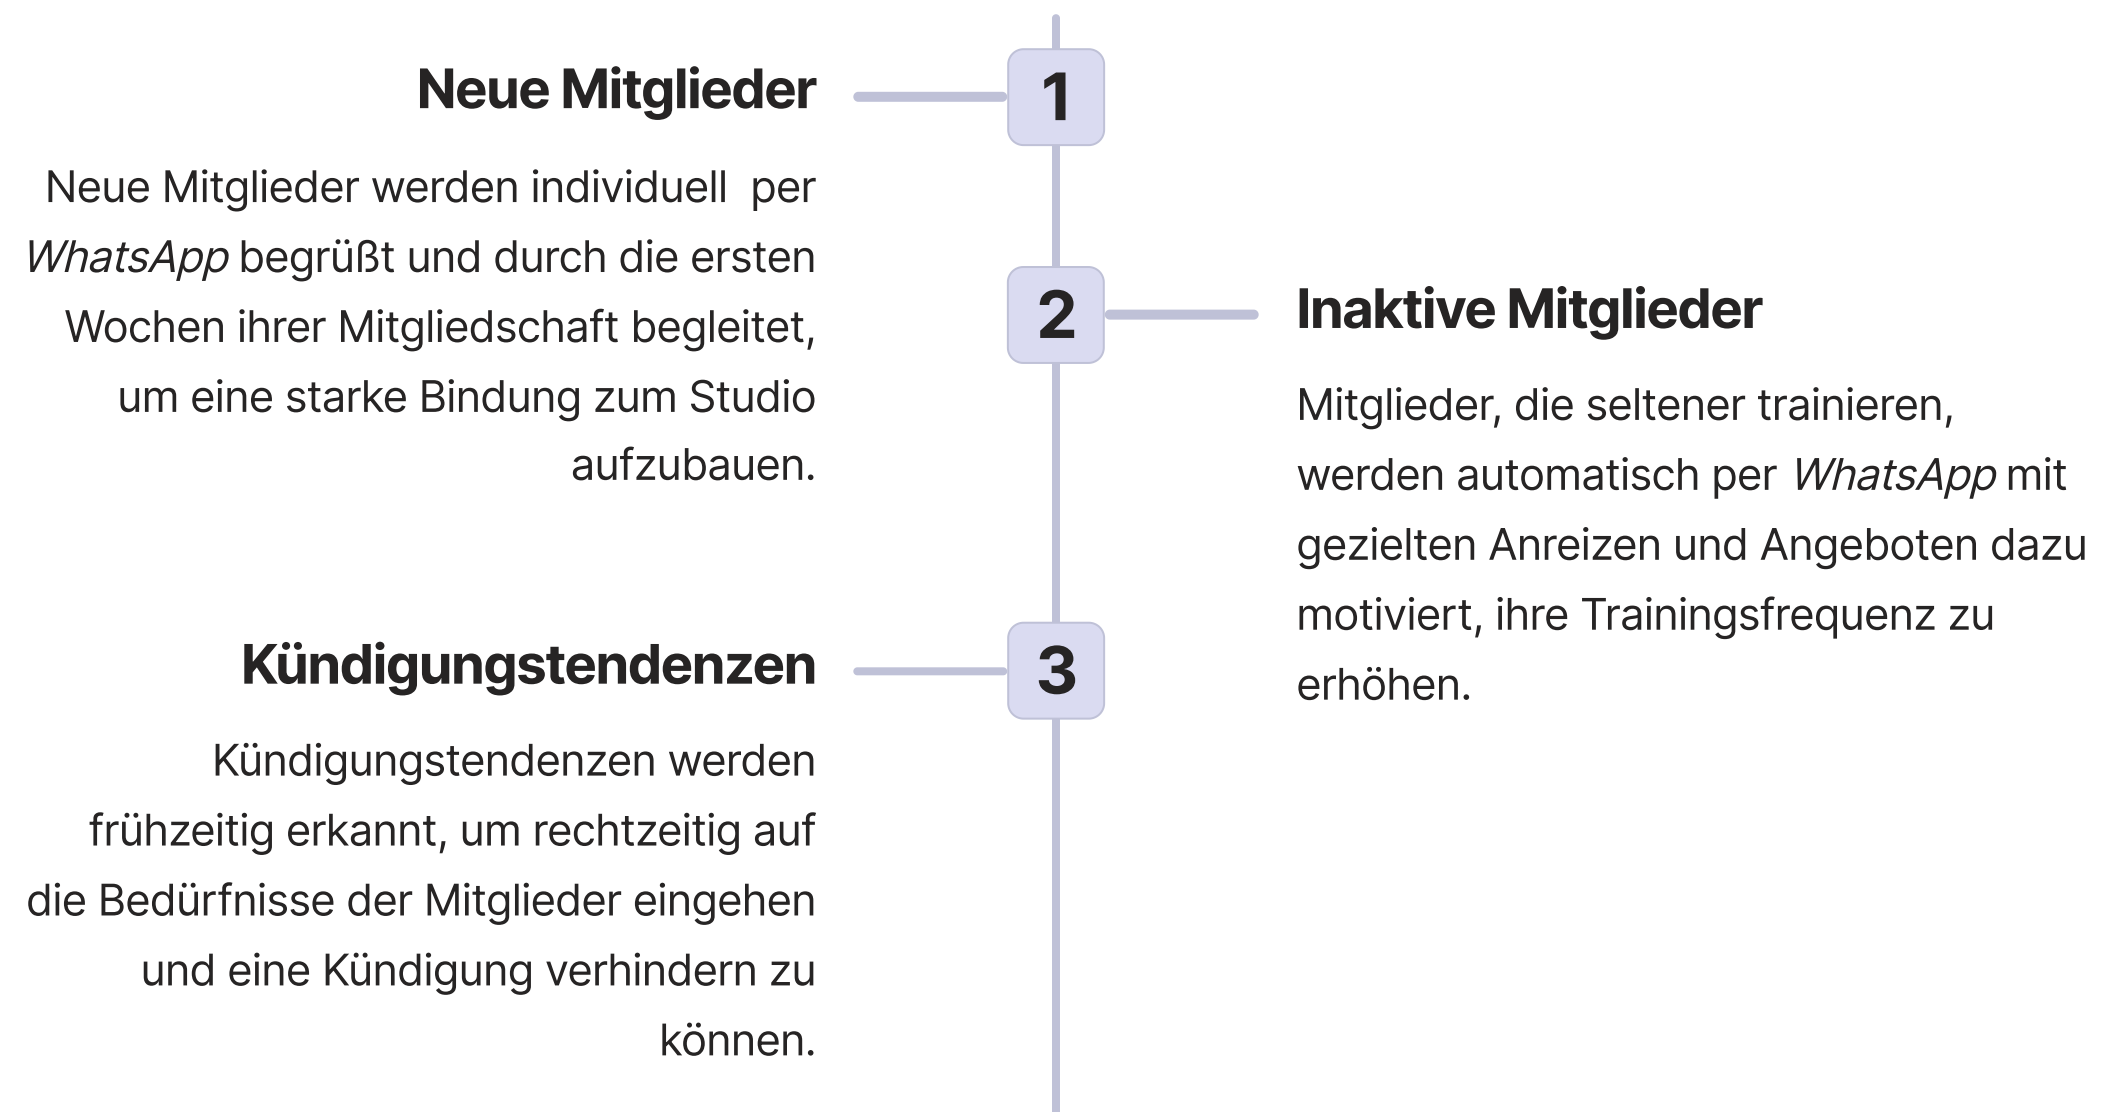 Neue Mitglieder
1
Neue Mitglieder werden individuell  per
WhatsApp begrüßt und durch die ersten
Wochen ihrer Mitgliedschaft begleitet,
um eine starke Bindung zum Studio
aufzubauen.
2
Inaktive Mitglieder
Mitglieder, die seltener trainieren,
werden automatisch per WhatsApp mit
gezielten Anreizen und Angeboten dazu
motiviert, ihre Trainingsfrequenz zu
erhöhen.
Kündigungstendenzen
3
Kündigungstendenzen werden
frühzeitig erkannt, um rechtzeitig auf
die Bedürfnisse der Mitglieder eingehen
und eine Kündigung verhindern zu
können.